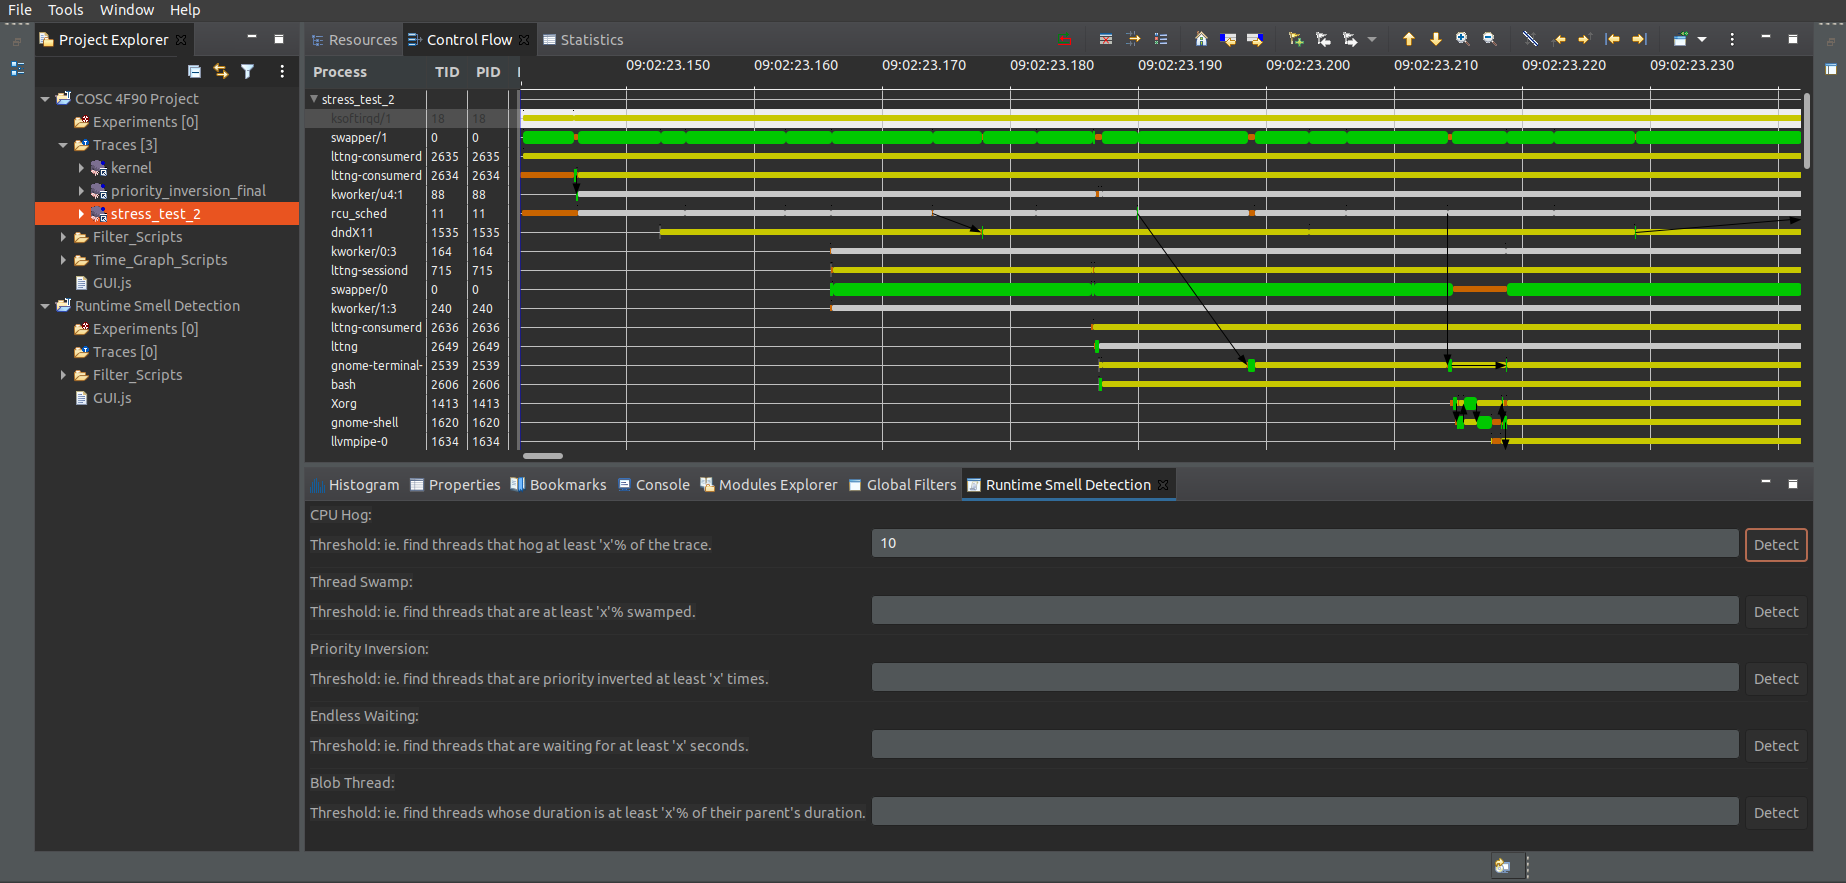 File Tools Window Help
Project Explorer
COSC 4F90 Project
Experiments [0]
Traces [3]
kernel
priority_inversion_final
stress_test_2
Filter_Scripts
Time_Graph_Scripts
GUI.js
Runtime Smell Detection
Experiments [0]
Traces [0]
Filter_Scripts
GUI.js
Resources Control Flow Statistics
Process TID PID 09:02:23.150 09:02:23.160 09:02:23.170 09:02:23.180 09:02:23.190 09:02:23.200 09:02:23.210 09:02:23.220 09:02:23.230
stress_test_2
ksoftirqd/1 18 18
swapper/1 0 0
lttng-consumerd 2635 2635
lttng-consumerd 2634 2634
kworker/u4:1 88 88
rcu_sched 11 11
dndX11 1535 1535
kworker/0:3 164 164
lttng-sessiond 715 715
swapper/0 0 0
kworker/1:3 240 240
lttng-consumerd 2636 2636
lttng 2649 2649
gnome-terminal- 2539 2539
bash 2606 2606
Xorg 1413 1413
gnome-shell 1620 1620
llvmpipe-0 1634 1634
Histogram Properties Bookmarks Console Modules Explorer Global Filters Runtime Smell Detection
CPU Hog:
Threshold: ie. find threads that hog at least 'x'% of the trace. 10 Detect
Thread Swamp:
Threshold: ie. find threads that are at least 'x'% swamped. Detect
Priority Inversion:
Threshold: ie. find threads that are priority inverted at least 'x' times. Detect
Endless Waiting:
Threshold: ie. find threads that are waiting for at least 'x' seconds. Detect
Blob Thread:
Threshold: ie. find threads whose duration is at least 'x'% of their parent's duration. Detect